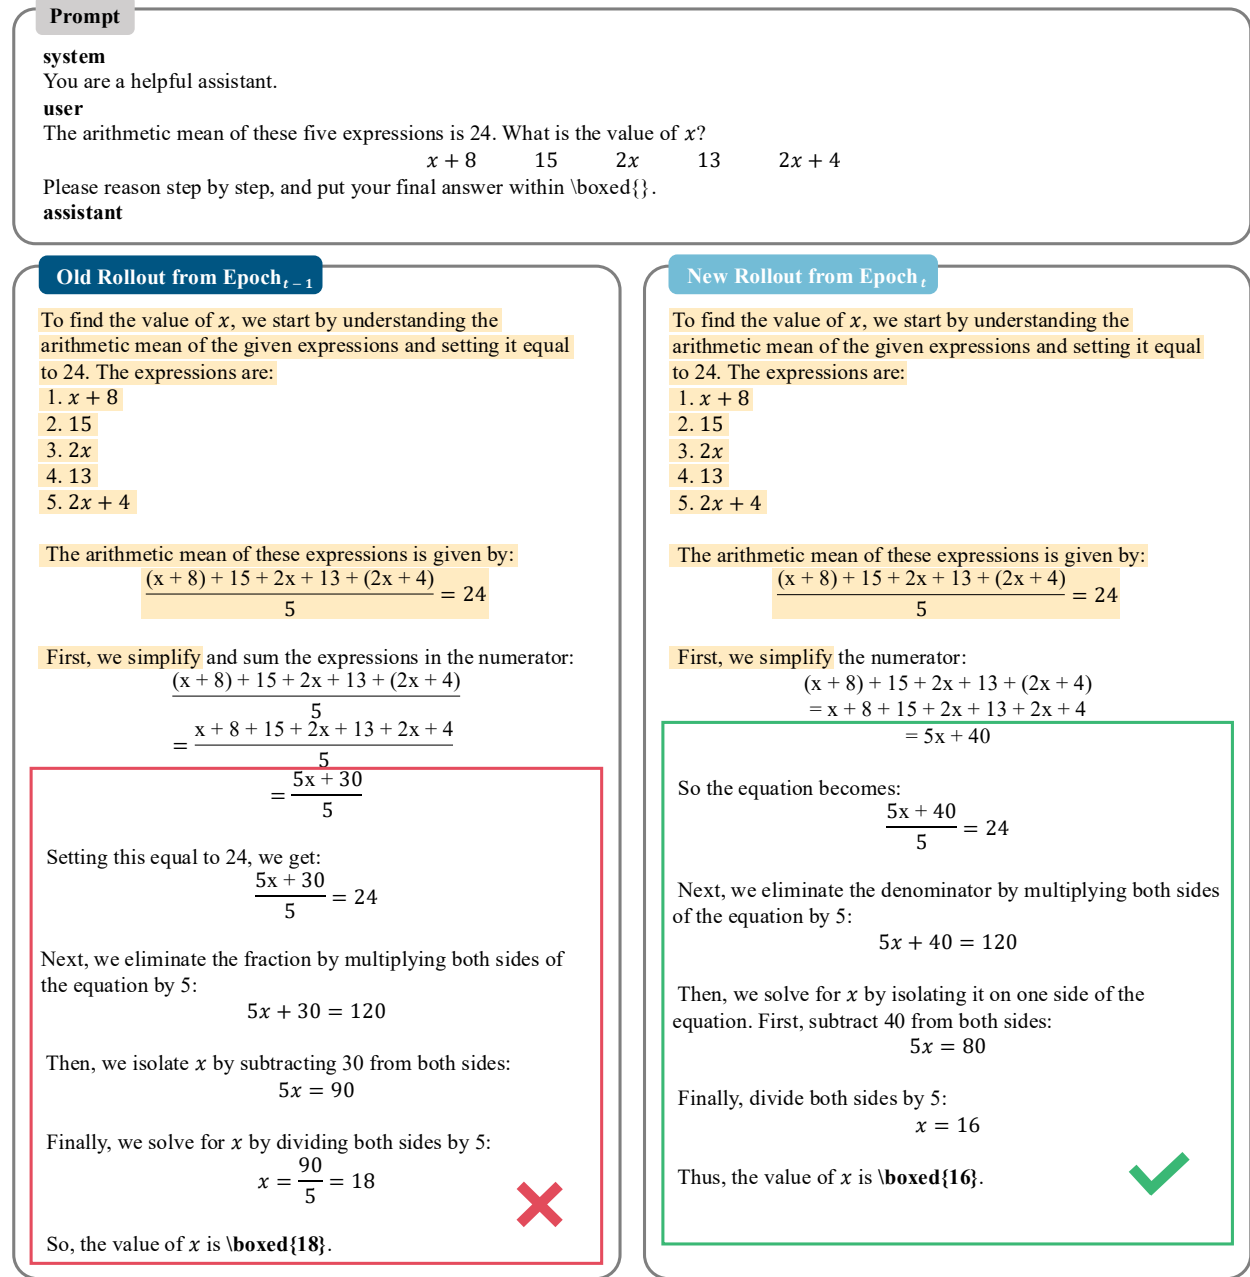 Prompt
system
You are a helpful assistant.
user
The arithmetic mean of these five expressions is 24. What is the value of x?
x + 8 15 2x 13 2x + 4
Please reason step by step, and put your final answer within \boxed{}.
assistant
Old Rollout from Epoch_{t − 1}
To find the value of x, we start by understanding the
arithmetic mean of the given expressions and setting it equal
to 24. The expressions are:
1. x + 8
2. 15
3. 2x
4. 13
5. 2x + 4
The arithmetic mean of these expressions is given by:
\frac{(x + 8) + 15 + 2x + 13 + (2x + 4)}{5} = 24
First, we simplify and sum the expressions in the numerator:
\frac{(x + 8) + 15 + 2x + 13 + (2x + 4)}{5}
= \frac{x + 8 + 15 + 2x + 13 + 2x + 4}{5}
= \frac{5x + 30}{5}
Setting this equal to 24, we get:
\frac{5x + 30}{5} = 24
Next, we eliminate the fraction by multiplying both sides of
the equation by 5:
5x + 30 = 120
Then, we isolate x by subtracting 30 from both sides:
5x = 90
Finally, we solve for x by dividing both sides by 5:
x = \frac{90}{5} = 18
So, the value of x is \boxed{18}.
New Rollout from Epoch_t
To find the value of x, we start by understanding the
arithmetic mean of the given expressions and setting it equal
to 24. The expressions are:
1. x + 8
2. 15
3. 2x
4. 13
5. 2x + 4
The arithmetic mean of these expressions is given by:
\frac{(x + 8) + 15 + 2x + 13 + (2x + 4)}{5} = 24
First, we simplify the numerator:
(x + 8) + 15 + 2x + 13 + (2x + 4)
= x + 8 + 15 + 2x + 13 + 2x + 4
= 5x + 40
So the equation becomes:
\frac{5x + 40}{5} = 24
Next, we eliminate the denominator by multiplying both sides
of the equation by 5:
5x + 40 = 120
Then, we solve for x by isolating it on one side of the
equation. First, subtract 40 from both sides:
5x = 80
Finally, divide both sides by 5:
x = 16
Thus, the value of x is \boxed{16}.